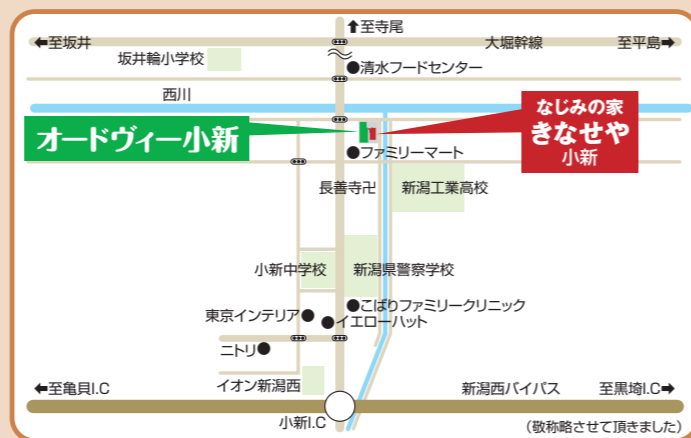 ⬆至寺尾
⬅至坂井
大堀幹線
至平島➡
坂井輪小学校
●清水フードセンター
西川
オードヴィー小新
なじみの家
きなせや
小新
●ファミリーマート
長善寺卍
新潟工業高校
小新中学校
新潟県警察学校
●こばりファミリークリニック
東京インテリア●
●イエローハット
ニトリ●
イオン新潟西
⬅至亀貝I.C
新潟西バイパス
至黒埼I.C➡
小新I.C
（敬称略させて頂きました）